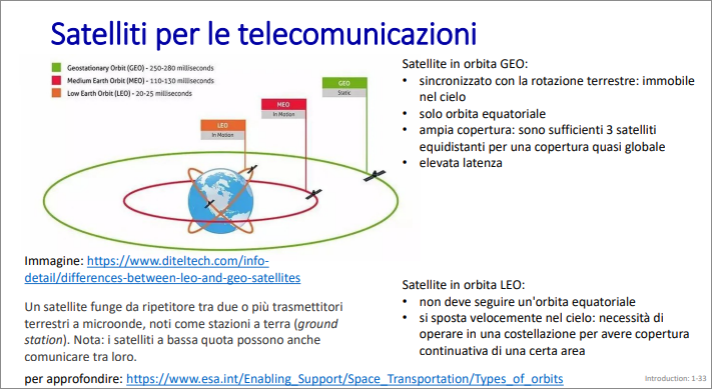 Satelliti per le telecomunicazioni
Geostationary Orbit (GEO) - 250-280 milliseconds
Medium Earth Orbit (MEO) - 110-130 milliseconds
Low Earth Orbit (LEO) - 20-25 milliseconds
GEO
Static
MEO
In Motion
LEO
In Motion
Satellite in orbita GEO:
• sincronizzato con la rotazione terrestre: immobile
nel cielo
• solo orbita equatoriale
• ampia copertura: sono sufficienti 3 satelliti
equidistanti per una copertura quasi globale
• elevata latenza
Immagine: https://www.diteltech.com/info-
detail/differences-between-leo-and-geo-satellites
Un satellite funge da ripetitore tra due o più trasmettitori
terrestri a microonde, noti come stazioni a terra (ground
station). Nota: i satelliti a bassa quota possono anche
comunicare tra loro.
Satellite in orbita LEO:
• non deve seguire un'orbita equatoriale
• si sposta velocemente nel cielo: necessità di
operare in una costellazione per avere copertura
continuativa di una certa area
per approfondire: https://www.esa.int/Enabling_Support/Space_Transportation/Types_of_orbits
Introduction: 1-33